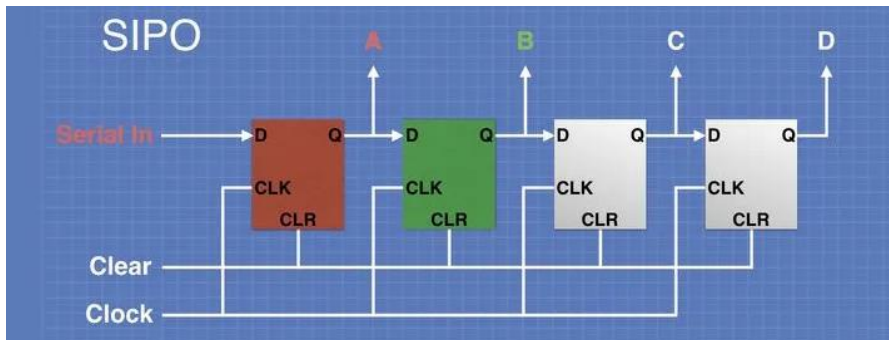 SIPO
A B C D
Serial In D Q D Q D Q D Q
CLK CLK CLK CLK
CLR CLR CLR CLR
Clear
Clock